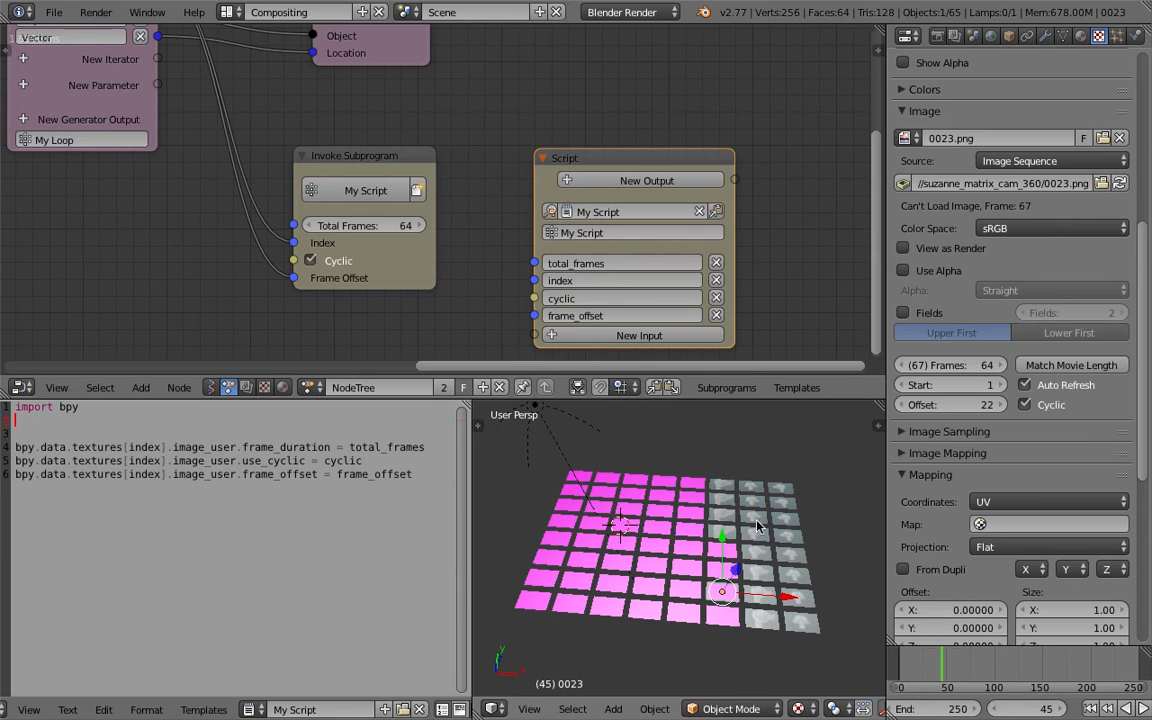 File Render Window Help Compositing F Scene Blender Render v2.77 | Verts:256 | Faces:64 | Tris:128 | Objects:1/65 | Lamps:0/1 | Mem:678.00M | 0023
Vector
New Iterator
New Parameter
New Generator Output
My Loop
Object
Location
Invoke Subprogram
My Script
Total Frames: 64
Index
Cyclic
Frame Offset
Script
New Output
My Script
My Script
total_frames
index
cyclic
frame_offset
New Input
View Select Add Node NodeTree 2 F Subprograms Templates
1 import bpy
2
3
4 bpy.data.textures[index].image_user.frame_duration = total_frames
5 bpy.data.textures[index].image_user.use_cyclic = cyclic
6 bpy.data.textures[index].image_user.frame_offset = frame_offset
View Text Edit Format Templates My Script
User Persp
y
(45) 0023
View Select Add Object Object Mode
Show Alpha
Colors
Image
0023.png F
Source: Image Sequence
//suzanne_matrix_cam_360/0023.png
Can't Load Image, Frame: 67
Color Space: sRGB
View as Render
Use Alpha
Alpha: Straight
Fields Fields: 2
Upper First Lower First
(67) Frames: 64 Match Movie Length
Start: 1 Auto Refresh
Offset: 22 Cyclic
Image Sampling
Image Mapping
Mapping
Coordinates: UV
Map:
Projection: Flat
From Dupli X Y Z
Offset: Size:
X: 0.00000 X: 1.00
Y: 0.00000 Y: 1.00
0 50 100 150 200 250
End: 250 45